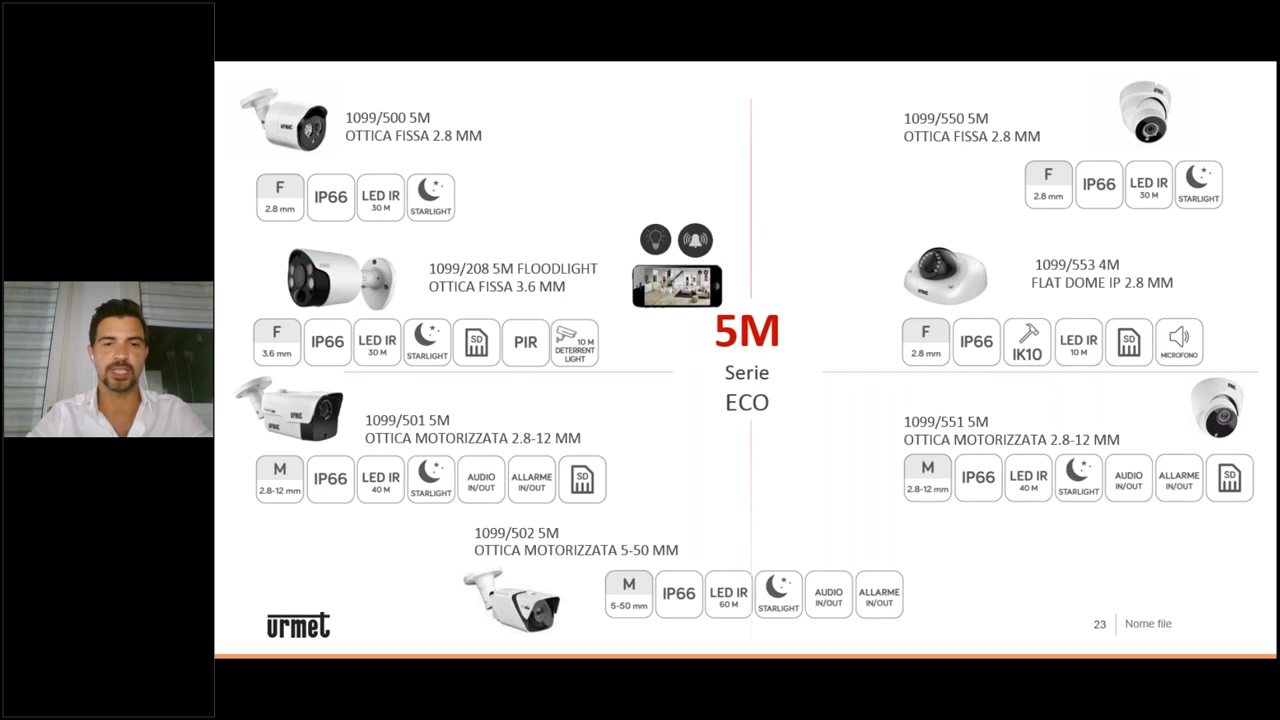 1099/500 5M
OTTICA FISSA 2.8 MM
F
2.8 mm
IP66
LED IR
30 M
STARLIGHT
1099/550 5M
OTTICA FISSA 2.8 MM
F
2.8 mm
IP66
LED IR
30 M
STARLIGHT
1099/208 5M FLOODLIGHT
OTTICA FISSA 3.6 MM
F
3.6 mm
IP66
LED IR
30 M
STARLIGHT
SD
PIR
10 M
DETERRENT
LIGHT
1099/553 4M
FLAT DOME IP 2.8 MM
F
2.8 mm
IP66
IK10
LED IR
10 M
SD
MICROFONO
5M
Serie
ECO
1099/501 5M
OTTICA MOTORIZZATA 2.8-12 MM
M
2.8-12 mm
IP66
LED IR
40 M
STARLIGHT
AUDIO
IN/OUT
ALLARME
IN/OUT
SD
1099/551 5M
OTTICA MOTORIZZATA 2.8-12 MM
M
2.8-12 mm
IP66
LED IR
40 M
STARLIGHT
AUDIO
IN/OUT
ALLARME
IN/OUT
SD
1099/502 5M
OTTICA MOTORIZZATA 5-50 MM
M
5-50 mm
IP66
LED IR
60 M
STARLIGHT
AUDIO
IN/OUT
ALLARME
IN/OUT
urmet
23
Nome file